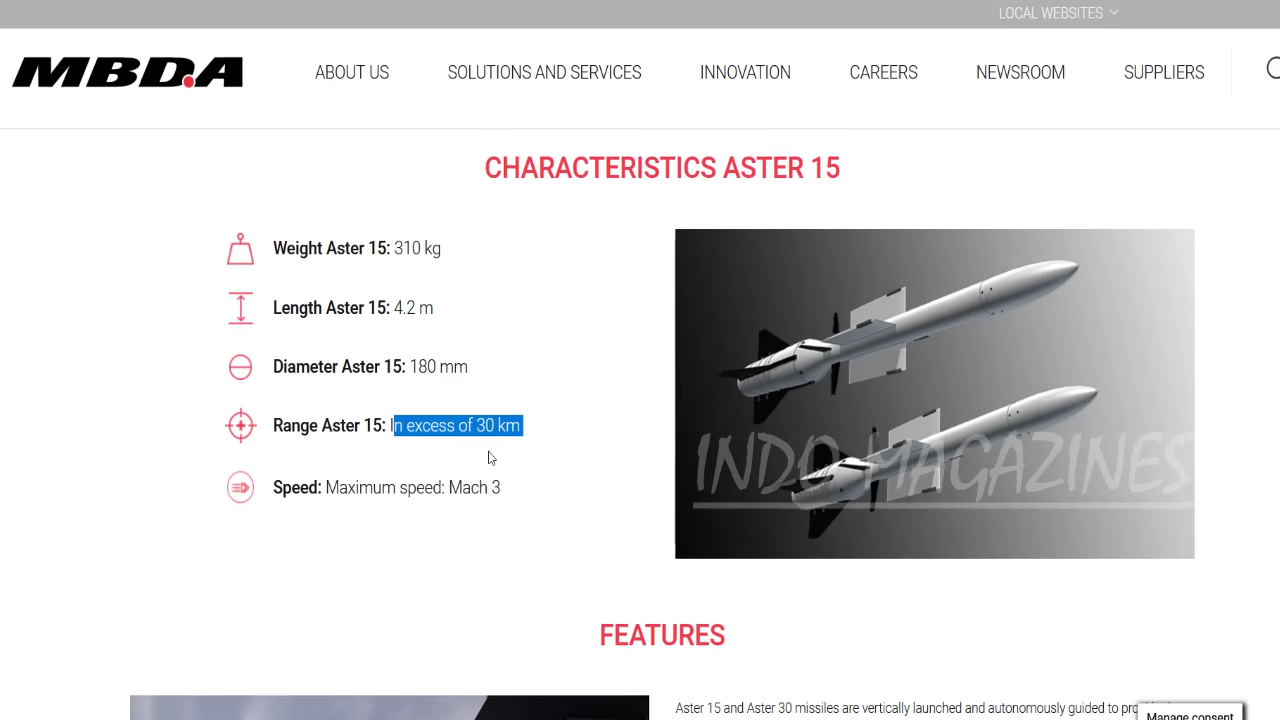 LOCAL WEBSITES
MBDA
ABOUT US
SOLUTIONS AND SERVICES
INNOVATION
CAREERS
NEWSROOM
SUPPLIERS
CHARACTERISTICS ASTER 15
Weight Aster 15: 310 kg
Length Aster 15: 4.2 m
Diameter Aster 15: 180 mm
Range Aster 15: In excess of 30 km
Speed: Maximum speed: Mach 3
INDO MAGAZINES
FEATURES
Aster 15 and Aster 30 missiles are vertically launched and autonomously guided to
Manage consent